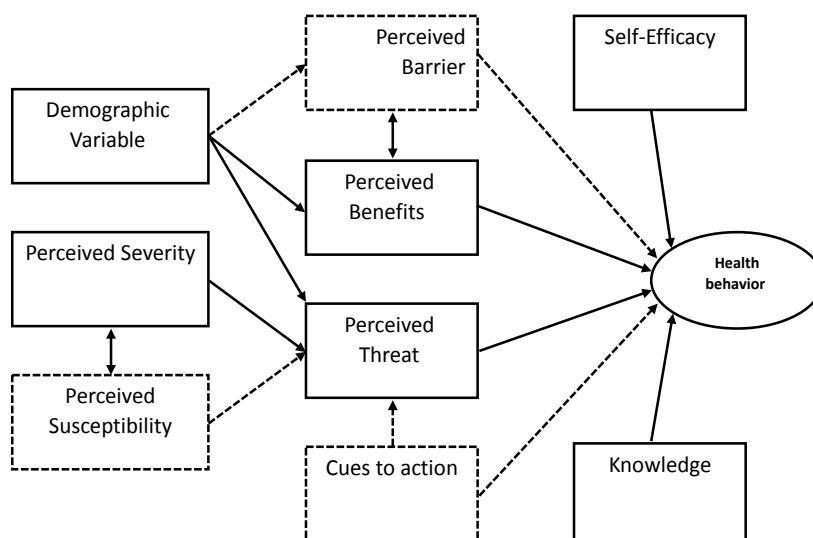 Perceived
Barrier
Self-Efficacy
Demographic
Variable
Perceived
Benefits
Perceived Severity
Health
behavior
Perceived
Threat
Perceived
Susceptibility
Cues to action
Knowledge